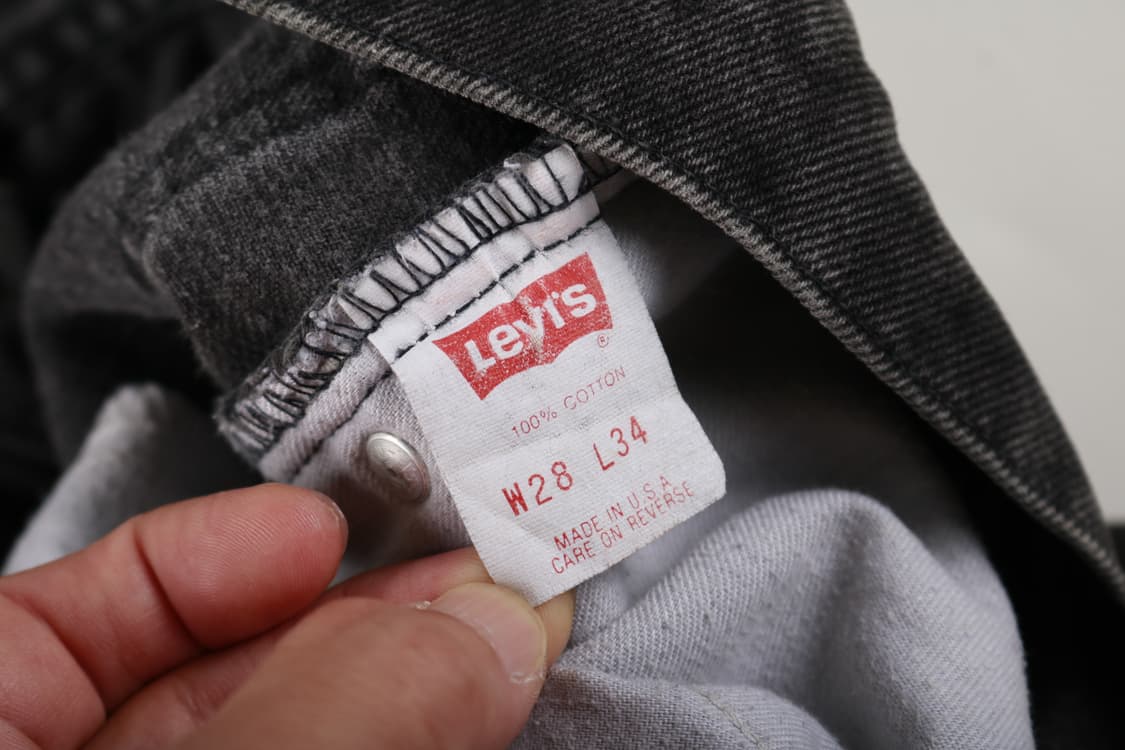 Levi's ®
100% COTTON
W28 L34
MADE IN U.S.A
CARE ON REVERSE